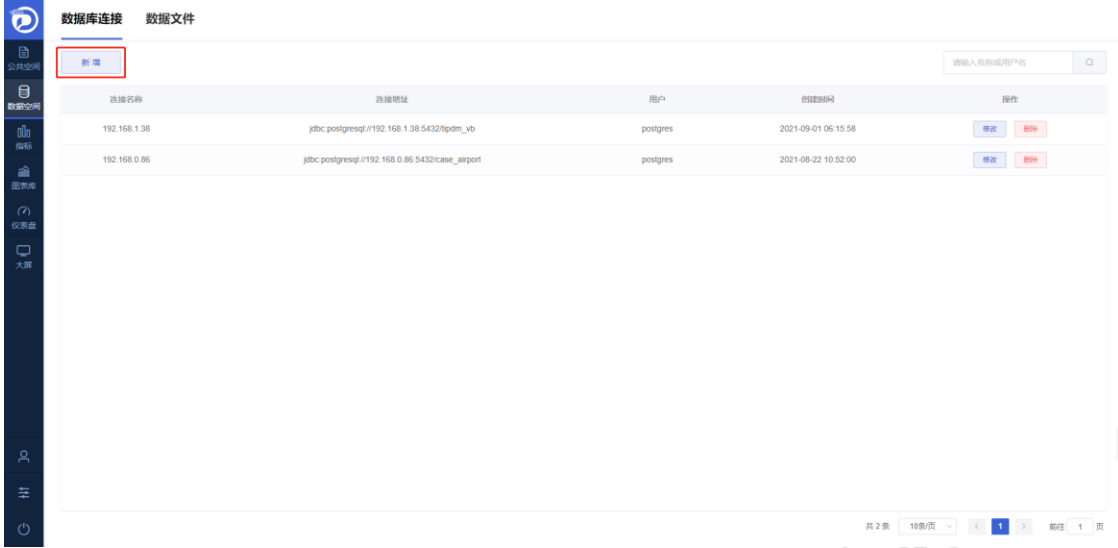 数据库连接 数据文件
公共空间
数据空间
指标
图表库
仪表盘
大屏
新 增
请输入名称或用户名
连接名称 连接地址 用户 创建时间 操作
192.168.1.38 jdbc:postgresql://192.168.1.38:5432/tipdm_vb postgres 2021-09-01 06:15:58 修改 删除
192.168.0.86 jdbc:postgresql://192.168.0.86:5432/case_airport postgres 2021-08-22 10:52:00 修改 删除
共 2 条 10条/页 < 1 > 前往 1 页